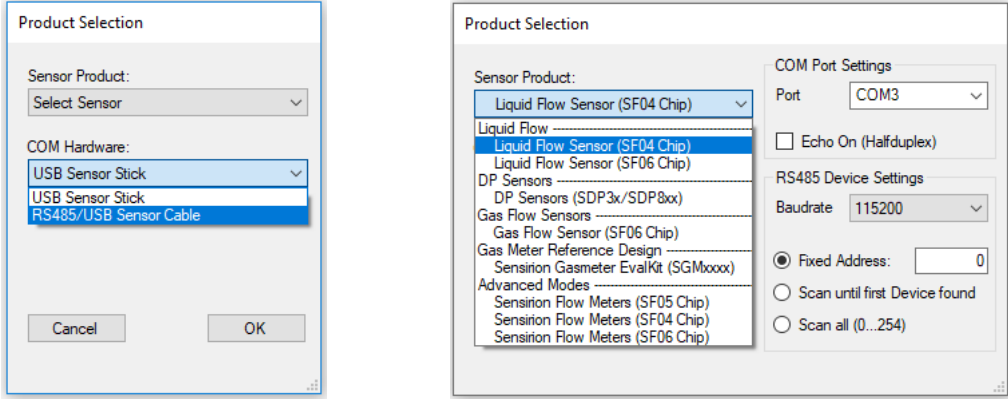 Product Selection
Sensor Product:
Select Sensor
COM Hardware:
USB Sensor Stick
USB Sensor Stick
RS485/USB Sensor Cable
Cancel
OK
Product Selection
Sensor Product:
Liquid Flow Sensor (SF04 Chip)
Liquid Flow
Liquid Flow Sensor (SF04 Chip)
Liquid Flow Sensor (SF06 Chip)
DP Sensors
DP Sensors (SDP3x/SDP8xx)
Gas Flow Sensors
Gas Flow Sensor (SF06 Chip)
Gas Meter Reference Design
Sensirion Gasmeter EvalKit (SGMxxxx)
Advanced Modes
Sensirion Flow Meters (SF05 Chip)
Sensirion Flow Meters (SF04 Chip)
Sensirion Flow Meters (SF06 Chip)
COM Port Settings
Port COM3
Echo On (Halfduplex)
RS485 Device Settings
Baudrate 115200
Fixed Address: 0
Scan until first Device found
Scan all (0...254)